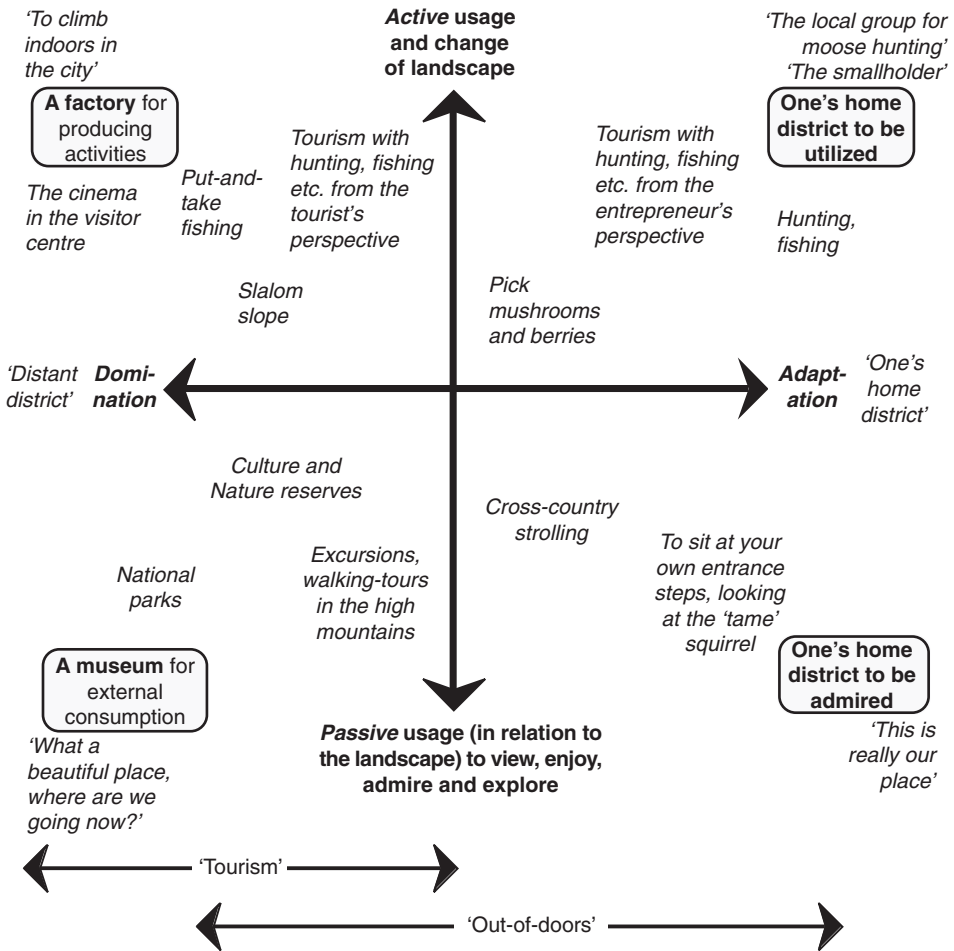 ‘To climb
indoors in
the city’
Active usage
and change
of landscape
‘The local group for
moose hunting’
‘The smallholder’
A factory for
producing
activities
One’s home
district to be
utilized
The cinema
in the visitor
centre
Put-and-
take
fishing
Tourism with
hunting, fishing
etc. from the
tourist’s
perspective
Tourism with
hunting, fishing
etc. from the
entrepreneur’s
perspective
Hunting,
fishing
Slalom
slope
Pick
mushrooms
and berries
‘Distant
district’
Domi-
nation
Adapt-
ation
‘One’s
home
district’
Culture and
Nature reserves
Cross-country
strolling
National
parks
Excursions,
walking-tours
in the high
mountains
To sit at your
own entrance
steps, looking
at the ‘tame’
squirrel
A museum for
external
consumption
One’s home
district to be
admired
‘What a
beautiful place,
where are we
going now?’
Passive usage (in relation to
the landscape) to view, enjoy,
admire and explore
‘This is
really our
place’
‘Tourism’
‘Out-of-doors’